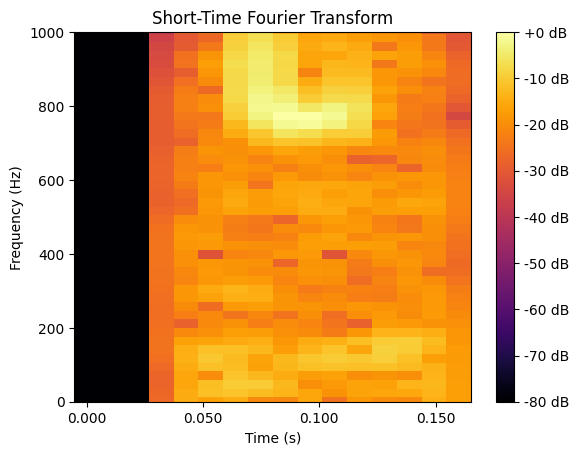 Short-Time Fourier Transform
1000
800
600
400
200
0
Frequency (Hz)
0.000
0.050
0.100
0.150
Time (s)
+0 dB
-10 dB
-20 dB
-30 dB
-40 dB
-50 dB
-60 dB
-70 dB
-80 dB